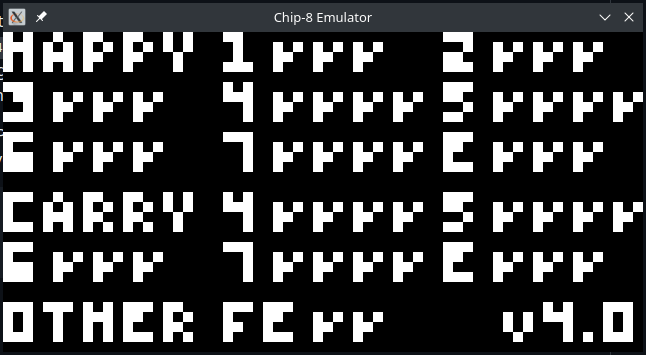 Chip-8 Emulator
HAPPY 1 2
3 4 5
6 7 E
CARRY 4 5
6 7 E
OTHER FE v4.0